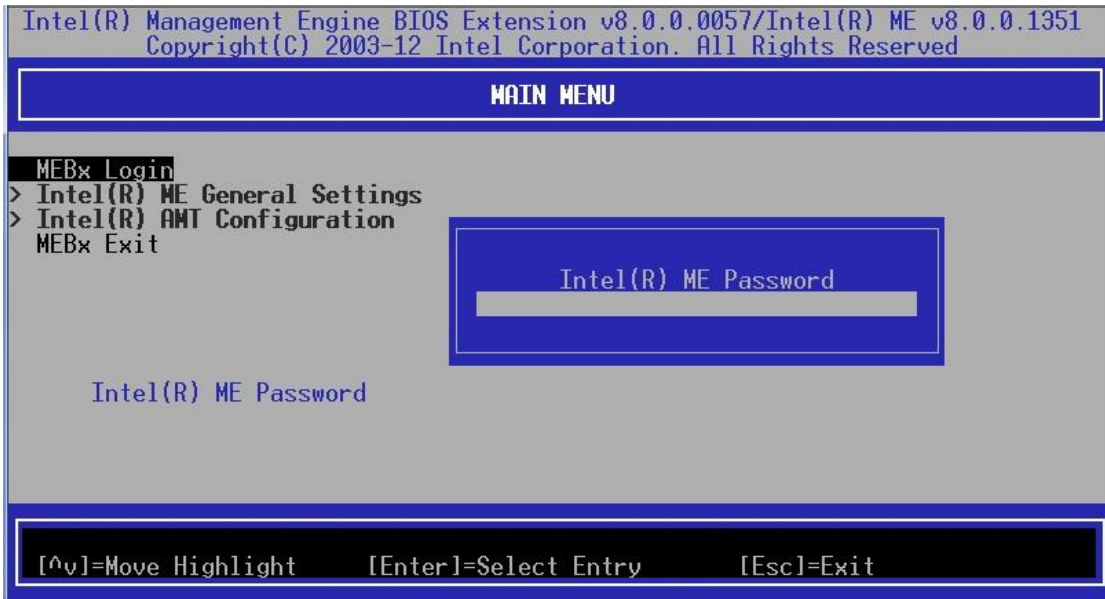 Intel(R) Management Engine BIOS Extension v8.0.0.0057/Intel(R) ME v8.0.0.1351
Copyright(C) 2003-12 Intel Corporation. All Rights Reserved
MAIN MENU
MEBx Login
> Intel(R) ME General Settings
> Intel(R) AMT Configuration
MEBx Exit
Intel(R) ME Password
Intel(R) ME Password
[^v]=Move Highlight [Enter]=Select Entry [Esc]=Exit